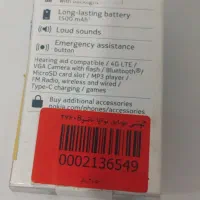 Long-lasting battery
1500 mAh
Loud sounds
Emergency assistance
button
Hearing aid compatible / 4G LTE /
VGA Camera with flash / Bluetooth® /
MicroSD card slot / MP3 player /
FM Radio, wireless and wired /
Type-C charging / games
Buy additional accessories
nokia.com/phones/accessories
0002136549